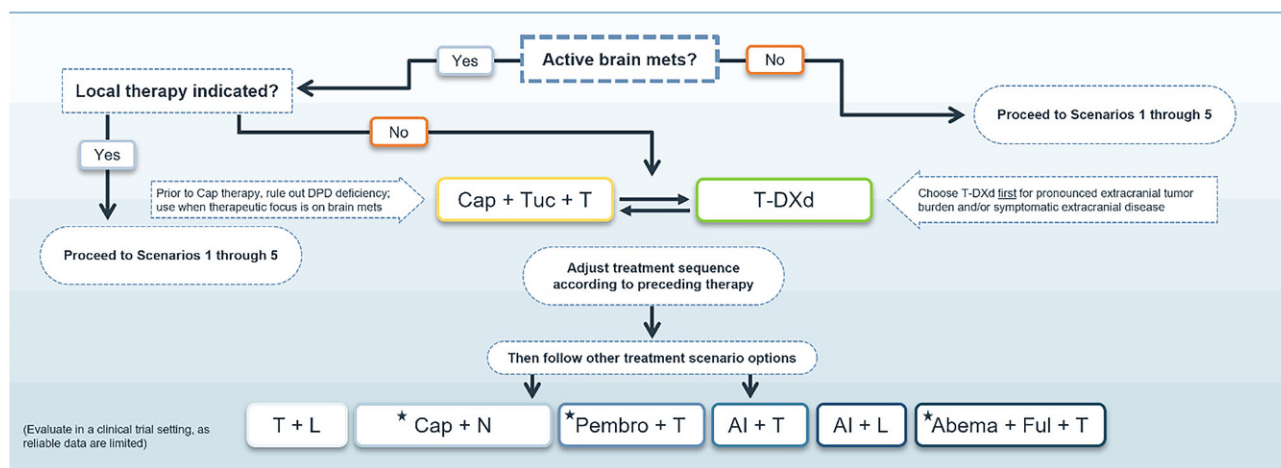 Active brain mets?
Yes
No
Local therapy indicated?
Proceed to Scenarios 1 through 5
No
Yes
Prior to Cap therapy, rule out DPD deficiency;
use when therapeutic focus is on brain mets
Cap + Tuc + T
T-DXd
Choose T-DXd first for pronounced extracranial tumor
burden and/or symptomatic extracranial disease
Proceed to Scenarios 1 through 5
Adjust treatment sequence
according to preceding therapy
Then follow other treatment scenario options
(Evaluate in a clinical trial setting, as
reliable data are limited)
T + L
★ Cap + N
★ Pembro + T
AI + T
AI + L
★ Abema + Ful + T